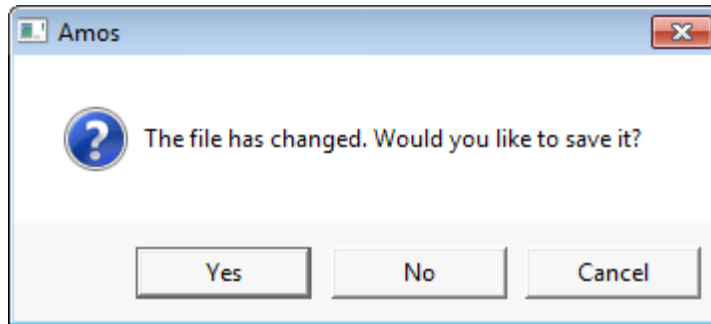 Amos
The file has changed. Would you like to save it?
Yes No Cancel